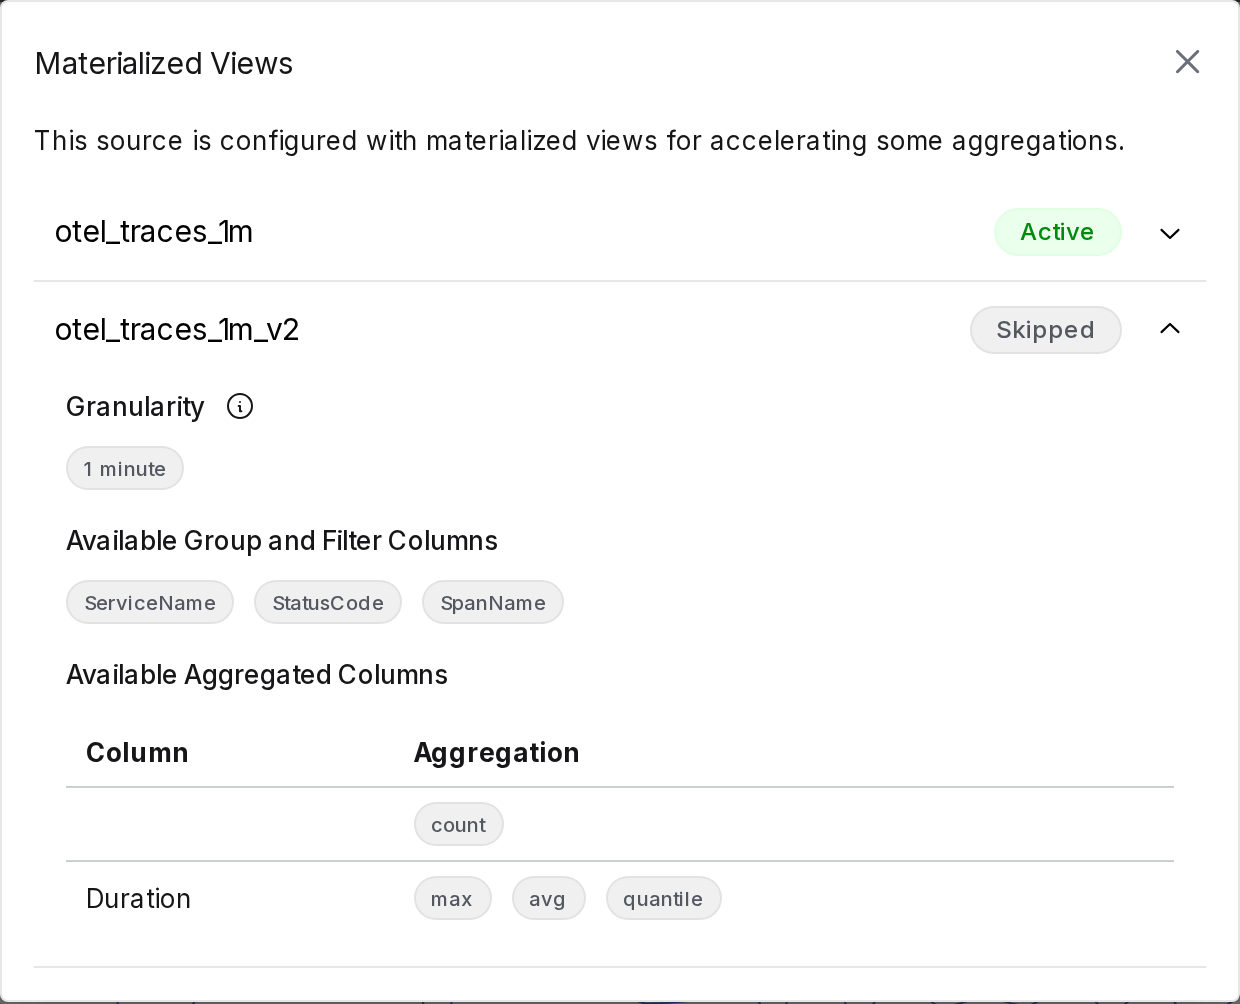 Materialized Views
This source is configured with materialized views for accelerating some aggregations.
otel_traces_1m Active
otel_traces_1m_v2 Skipped
Granularity
1 minute
Available Group and Filter Columns
ServiceName StatusCode SpanName
Available Aggregated Columns
Column Aggregation
count
Duration max avg quantile